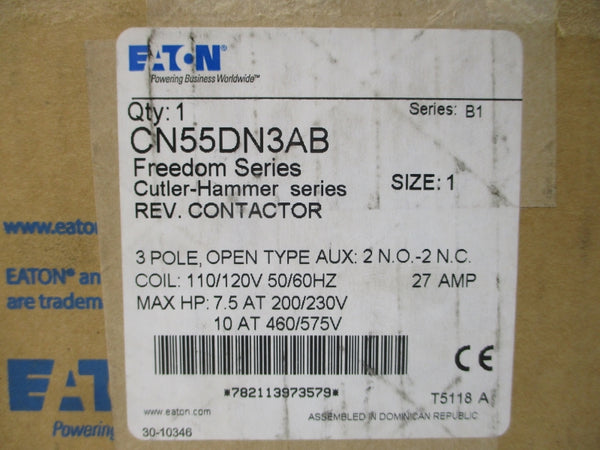 EATON
Powering Business Worldwide™
Qty: 1
Series: B1
CN55DN3AB
Freedom Series
Cutler-Hammer series
SIZE: 1
REV. CONTACTOR
3 POLE, OPEN TYPE AUX: 2 N.O.-2 N.C.
COIL: 110/120V 50/60HZ 27 AMP
MAX HP: 7.5 AT 200/230V
10 AT 460/575V
CE
*782113973579*
T5118 A
www.eaton.com
ASSEMBLED IN DOMINICAN REPUBLIC
30-10346
www.eaton
EATON® an
are tradem
EAT
Powering